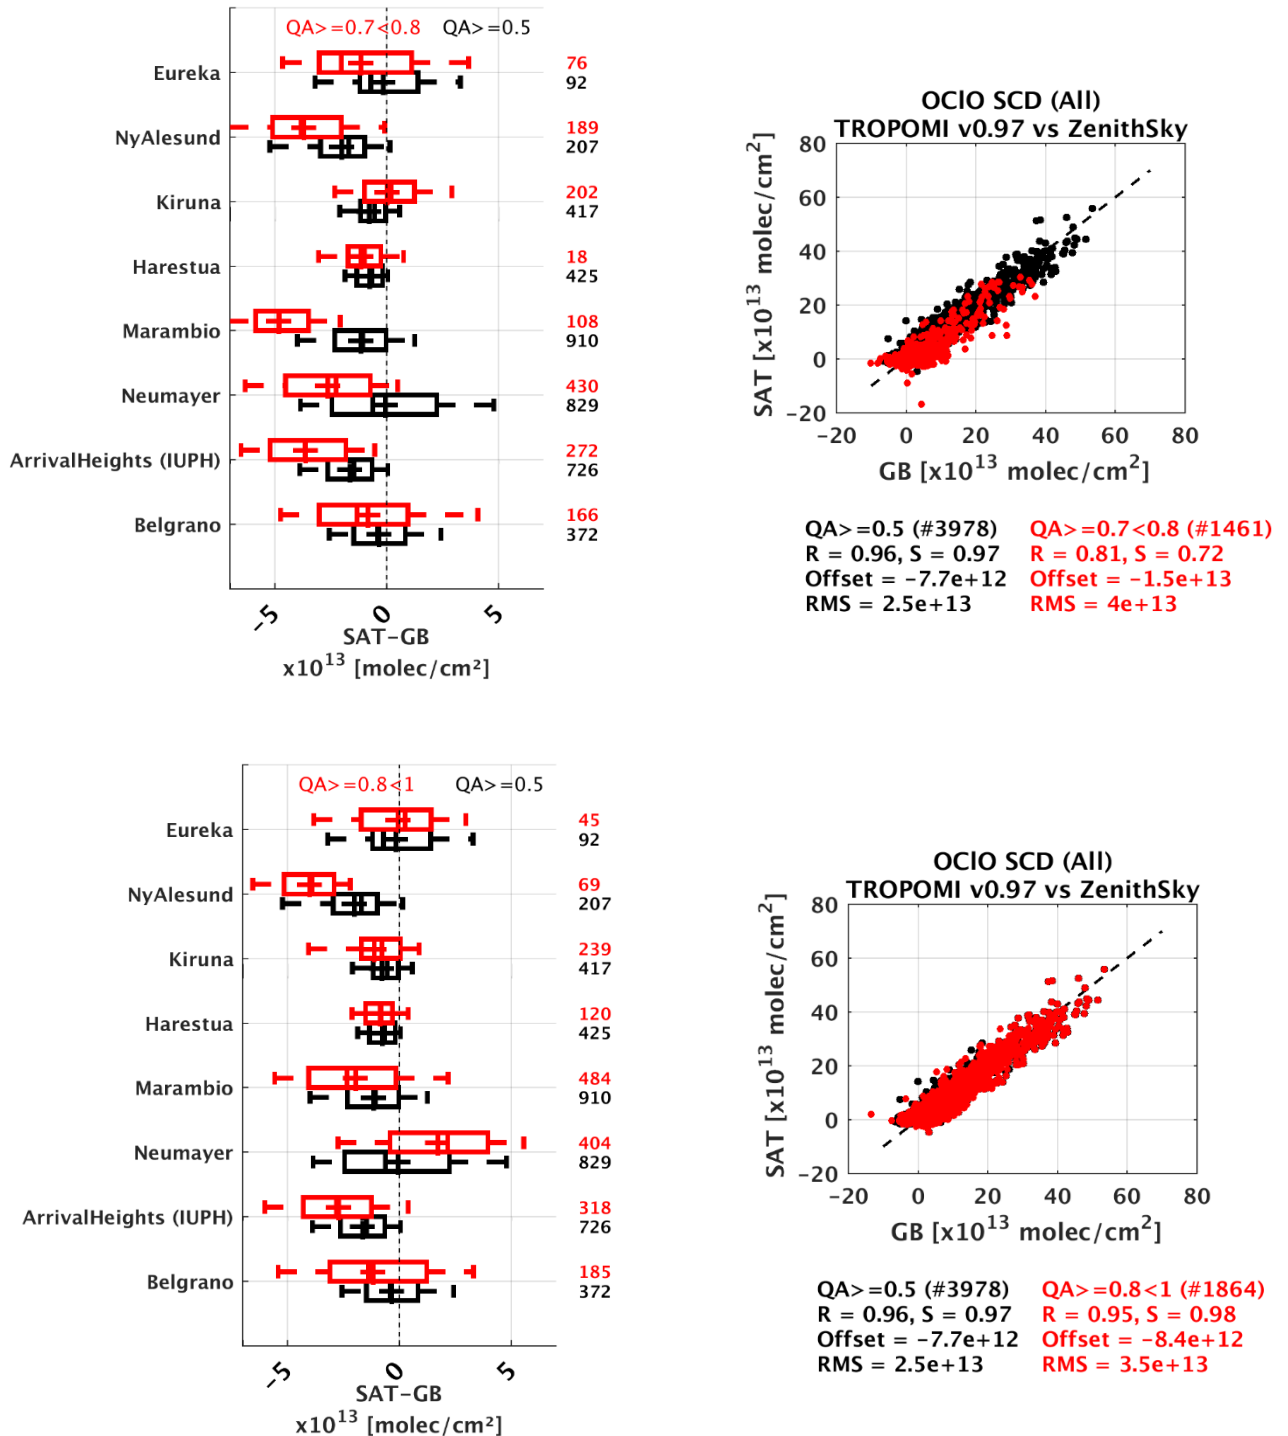 QA>=0.7<0.8 QA>=0.5
Eureka 76
92
NyAlesund 189
207
Kiruna 202
417
Harestua 18
425
Marambio 108
910
Neumayer 430
829
ArrivalHeights (IUPH) 272
726
Belgrano 166
372
-5 0 5
SAT-GB
x10^13 [molec/cm²]
OClO SCD (All)
TROPOMI v0.97 vs ZenithSky
SAT [x10^13 molec/cm^2]
80
60
40
20
0
-20
-20 0 20 40 60 80
GB [x10^13 molec/cm^2]
QA>=0.5 (#3978) QA>=0.7<0.8 (#1461)
R = 0.96, S = 0.97 R = 0.81, S = 0.72
Offset = -7.7e+12 Offset = -1.5e+13
RMS = 2.5e+13 RMS = 4e+13
QA>=0.8<1 QA>=0.5
Eureka 45
92
NyAlesund 69
207
Kiruna 239
417
Harestua 120
425
Marambio 484
910
Neumayer 404
829
ArrivalHeights (IUPH) 318
726
Belgrano 185
372
-5 0 5
SAT-GB
x10^13 [molec/cm²]
OClO SCD (All)
TROPOMI v0.97 vs ZenithSky
SAT [x10^13 molec/cm^2]
80
60
40
20
0
-20
-20 0 20 40 60 80
GB [x10^13 molec/cm^2]
QA>=0.5 (#3978) QA>=0.8<1 (#1864)
R = 0.96, S = 0.97 R = 0.95, S = 0.98
Offset = -7.7e+12 Offset = -8.4e+12
RMS = 2.5e+13 RMS = 3.5e+13